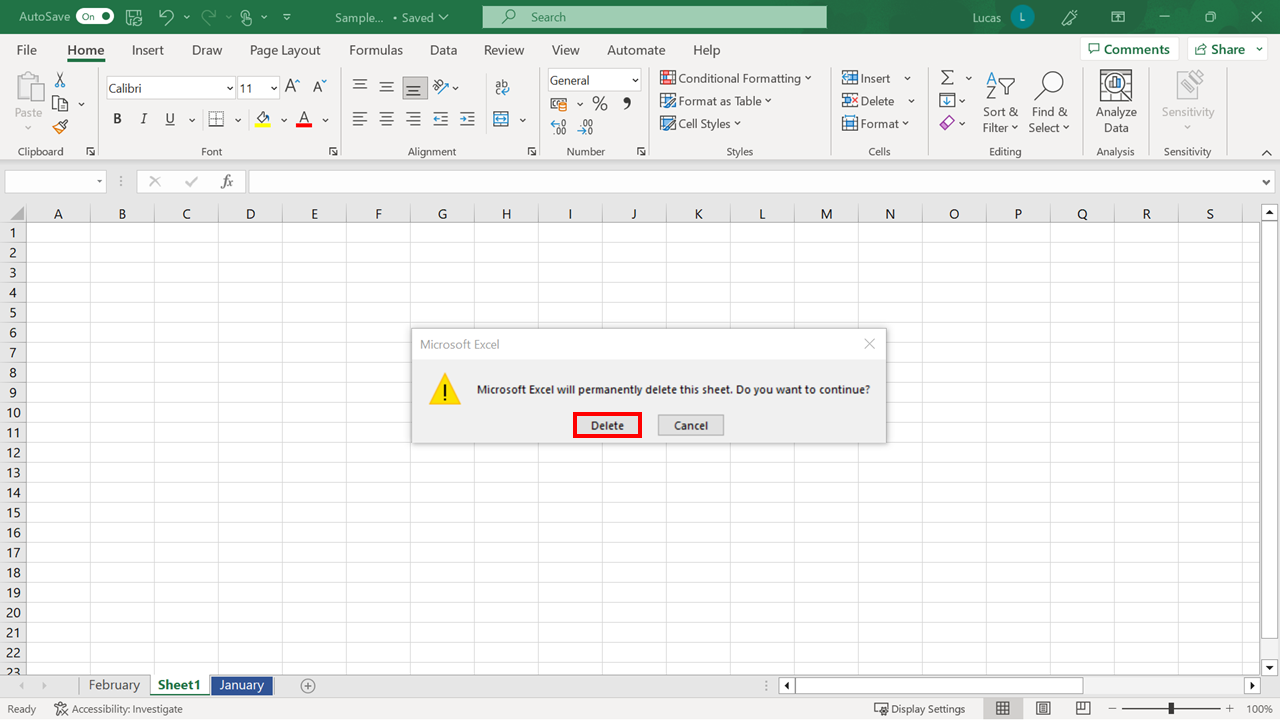 AutoSave On Sample... • Saved Search Lucas L
File Home Insert Draw Page Layout Formulas Data Review View Automate Help Comments Share
Paste
Clipboard
Calibri 11 A A
B I U A
Font
ab
Alignment
General
% 9
.00 .00
Number
Conditional Formatting
Format as Table
Cell Styles
Styles
Insert
Delete
Format
Cells
Σ
Sort & Filter
Find & Select
Editing
Analyze Data
Analysis
Sensitivity
Sensitivity
fx
A B C D E F G H I J K L M N O P Q R S
1
2
3
4
5
6
7
8
9
10
11
12
13
14
15
16
17
18
19
20
21
22
23
Microsoft Excel
Microsoft Excel will permanently delete this sheet. Do you want to continue?
Delete Cancel
February Sheet1 January
Ready Accessibility: Investigate Display Settings 100%